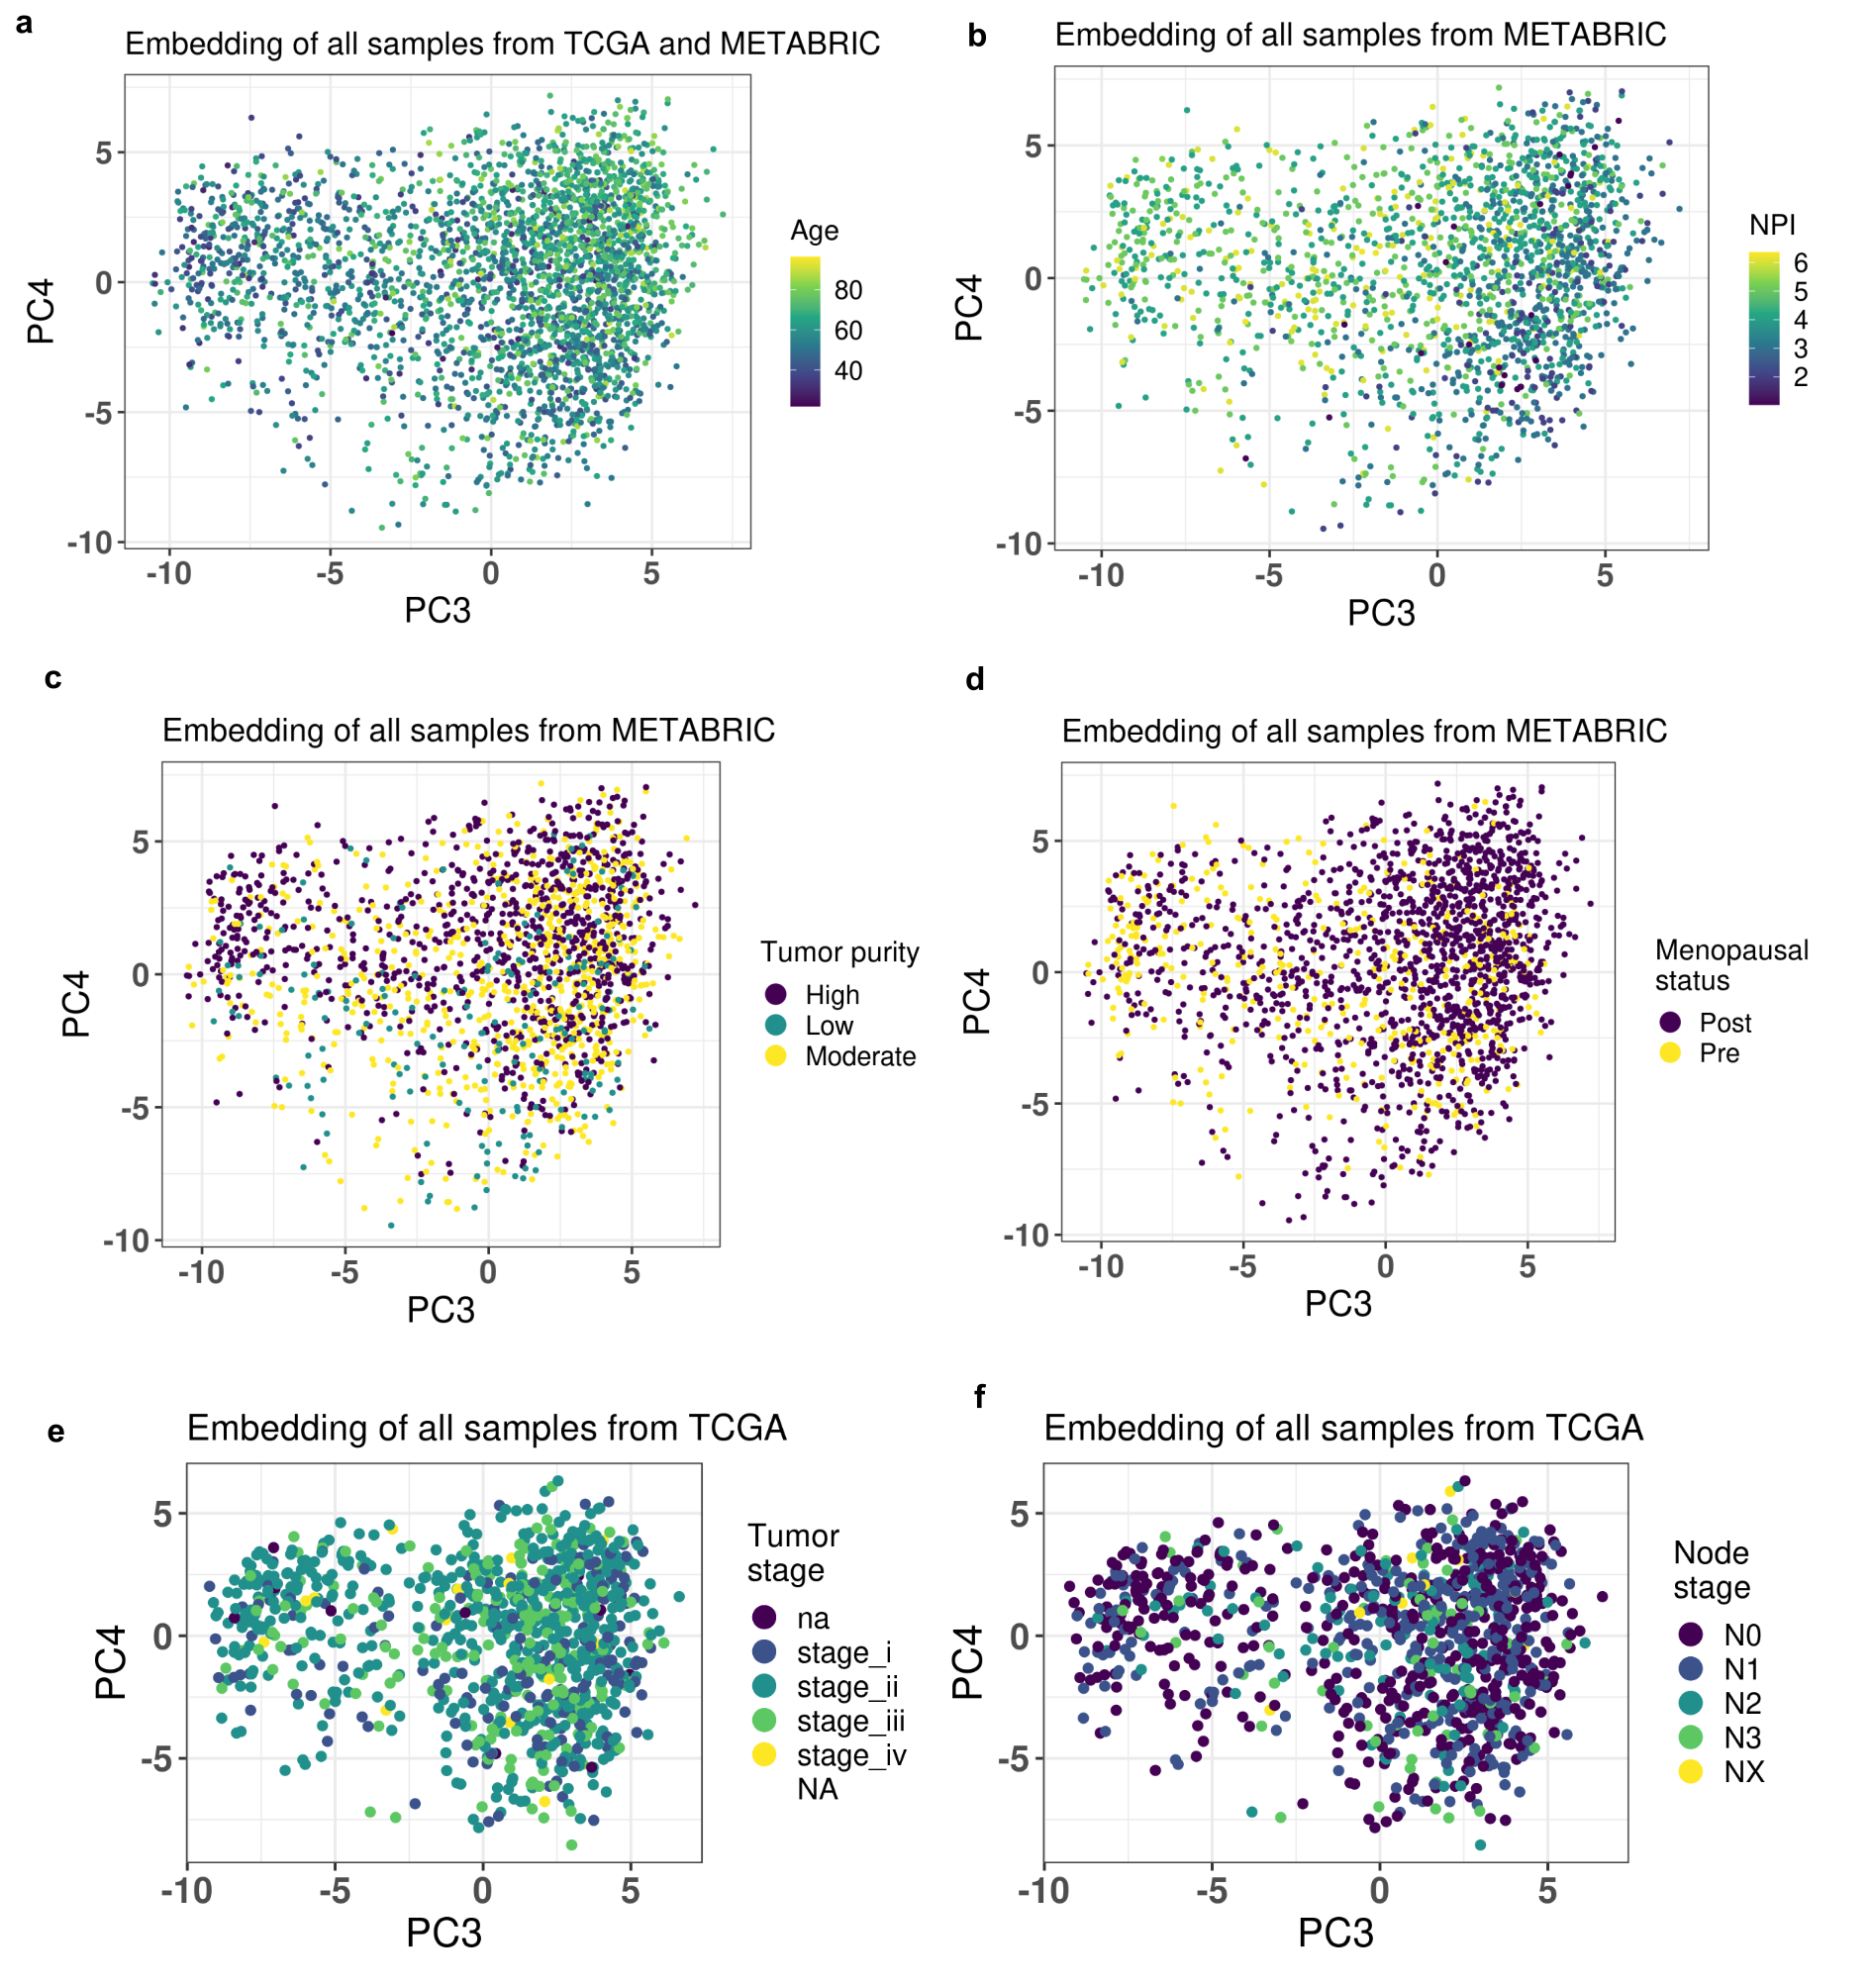 a
Embedding of all samples from TCGA and METABRIC
5
0
-5
-10
-10 -5 0 5
PC3
PC4
Age
80
60
40
b
Embedding of all samples from METABRIC
5
0
-5
-10
-10 -5 0 5
PC3
PC4
NPI
6
5
4
3
2
c
Embedding of all samples from METABRIC
5
0
-5
-10
-10 -5 0 5
PC3
PC4
Tumor purity
High
Low
Moderate
d
Embedding of all samples from METABRIC
5
0
-5
-10
-10 -5 0 5
PC3
PC4
Menopausal
status
Post
Pre
e
Embedding of all samples from TCGA
5
0
-5
-10 -5 0 5
PC3
PC4
Tumor
stage
na
stage_i
stage_ii
stage_iii
stage_iv
NA
f
Embedding of all samples from TCGA
5
0
-5
-10 -5 0 5
PC3
PC4
Node
stage
N0
N1
N2
N3
NX